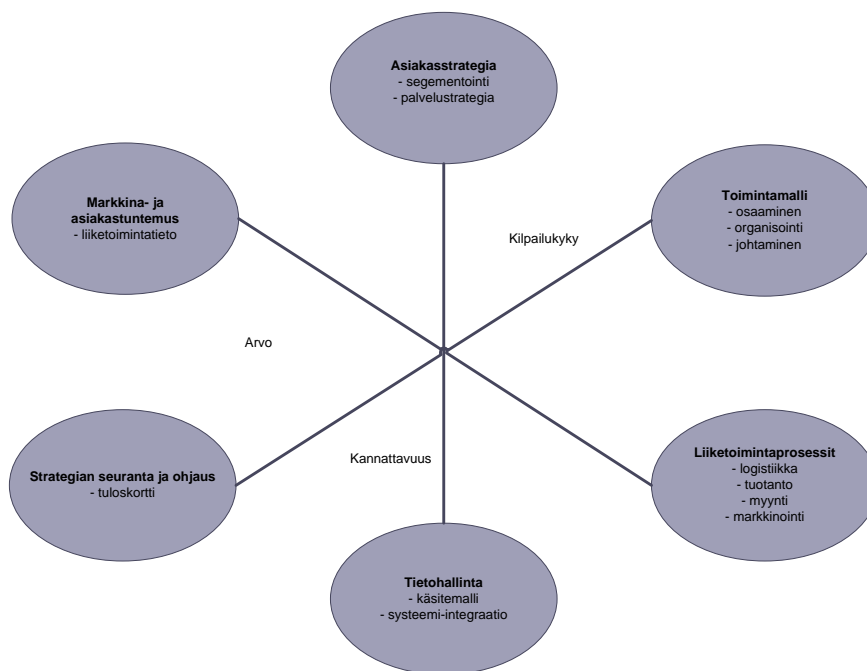 Asiakasstrategia
- segementointi
- palvelustrategia
Markkina- ja
asiakastuntemus
- liiketoimintatieto
Toimintamalli
- osaaminen
- organisointi
- johtaminen
Kilpailukyky
Arvo
Kannattavuus
Strategian seuranta ja ohjaus
- tuloskortti
Liiketoimintaprosessit
- logistiikka
- tuotanto
- myynti
- markkinointi
Tietohallinta
- käsitemalli
- systeemi-integraatio